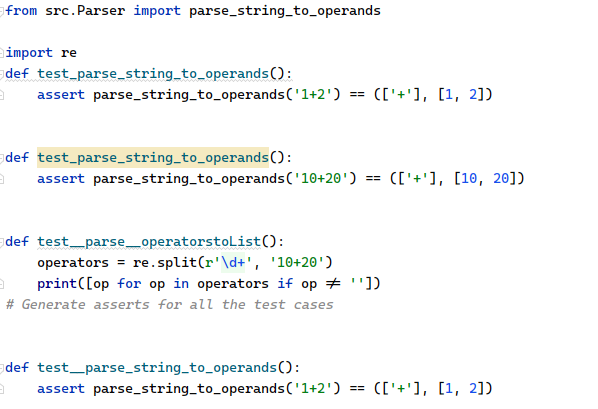 from src.Parser import parse_string_to_operands
import re
def test_parse_string_to_operands():
    assert parse_string_to_operands('1+2') == (['+'], [1, 2])
def test_parse_string_to_operands():
    assert parse_string_to_operands('10+20') == (['+'], [10, 20])
def test__parse__operatorstoList():
    operators = re.split(r'\d+', '10+20')
    print([op for op in operators if op ≠ ''])
# Generate asserts for all the test cases
def test__parse_string_to_operands():
    assert parse_string_to_operands('1+2') == (['+'], [1, 2])